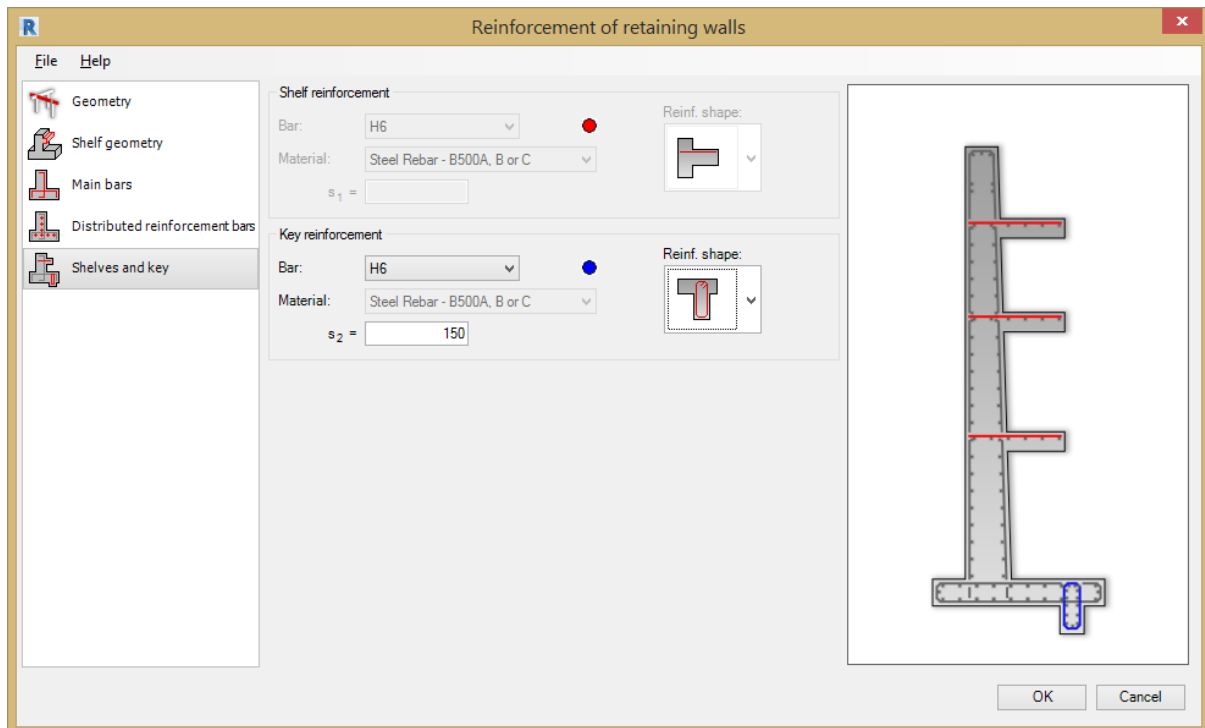 R
Reinforcement of retaining walls
x
File Help
Geometry
Shelf geometry
Main bars
Distributed reinforcement bars
Shelves and key
Shelf reinforcement
Bar: H6
Reinf. shape:
Material: Steel Rebar - B500A, B or C
s1 =
Key reinforcement
Bar: H6
Reinf. shape:
Material: Steel Rebar - B500A, B or C
s2 = 150
OK Cancel